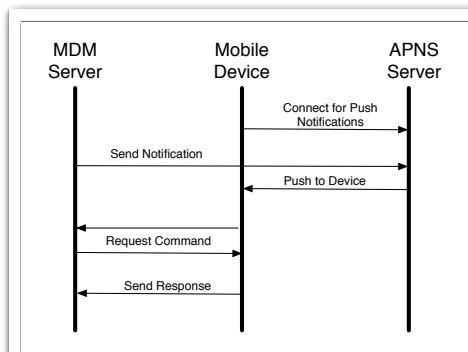 MDM
Server
Mobile
Device
APNS
Server
Connect for Push
Notifications
Send Notification
Push to Device
Request Command
Send Response